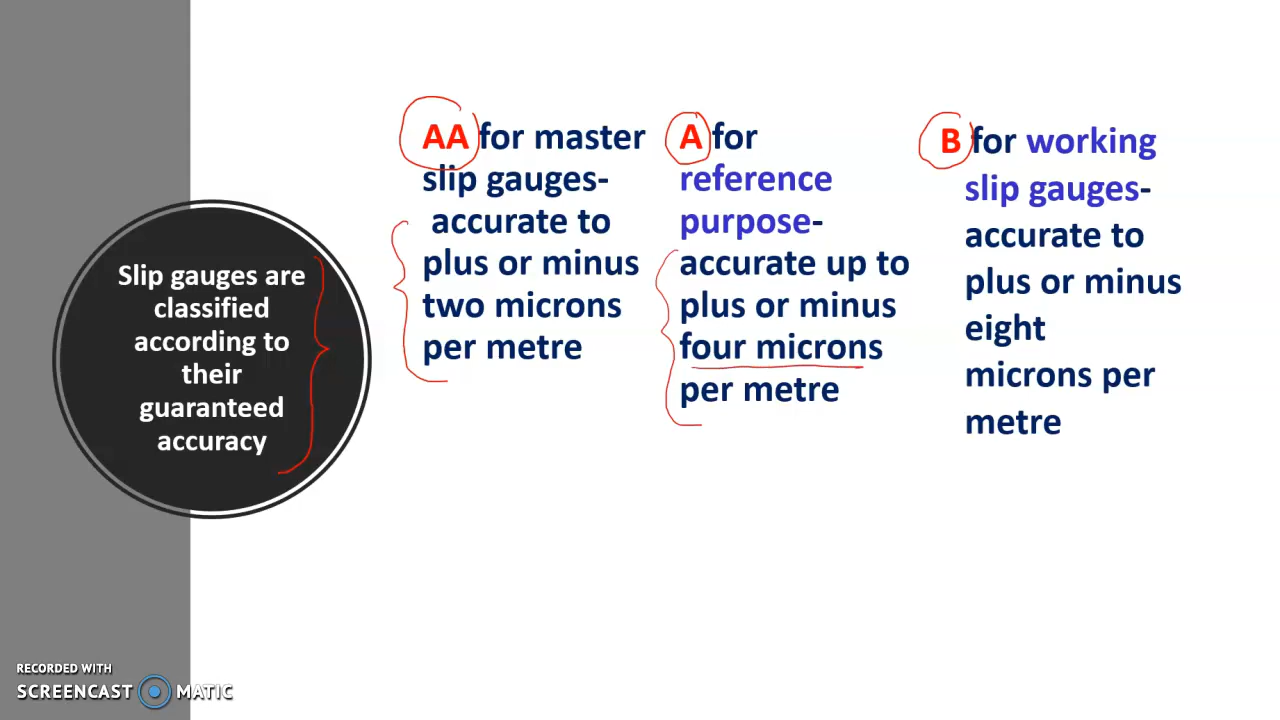 Slip gauges are
classified
according to
their
guaranteed
accuracy
AA for master
slip gauges-
accurate to
plus or minus
two microns
per metre
A for
reference
purpose-
accurate up to
plus or minus
four microns
per metre
B for working
slip gauges-
accurate to
plus or minus
eight
microns per
metre
RECORDED WITH
SCREENCAST MATIC